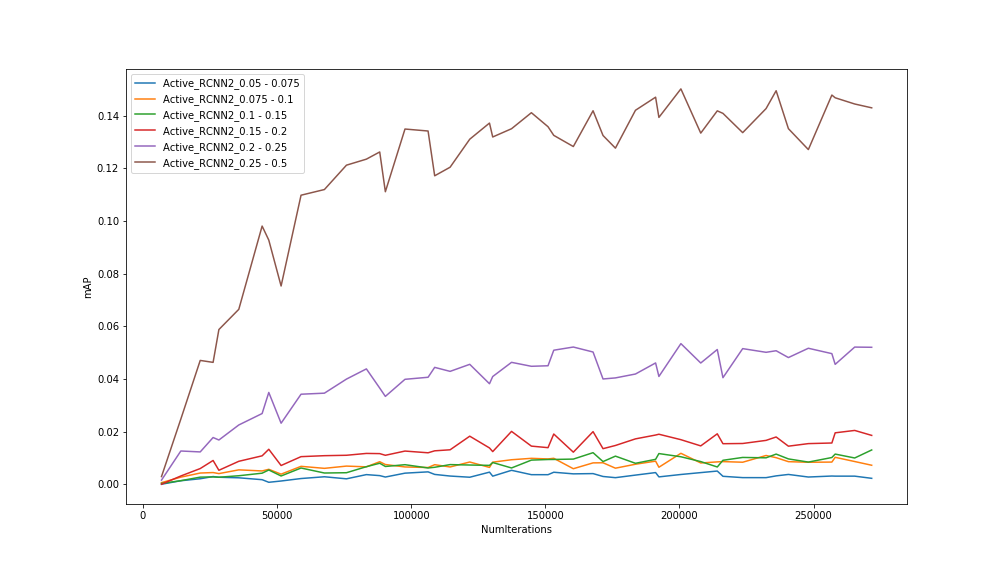 Active_RCNN2_0.05 - 0.075
Active_RCNN2_0.075 - 0.1
Active_RCNN2_0.1 - 0.15
Active_RCNN2_0.15 - 0.2
Active_RCNN2_0.2 - 0.25
Active_RCNN2_0.25 - 0.5
0.14
0.12
0.10
0.08
0.06
0.04
0.02
0.00
mAP
0 50000 100000 150000 200000 250000
NumIterations